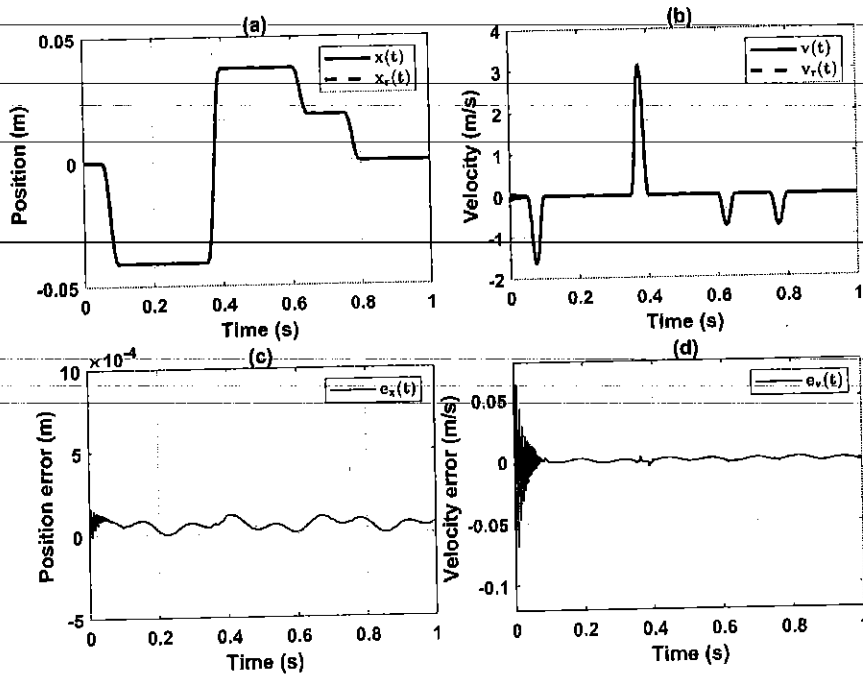 (a)
0.05
x(t)
x_r(t)
Position (m)
0
-0.05
0 0.2 0.4 0.6 0.8 1
Time (s)
(b)
4
v(t)
v_r(t)
3
2
1
0
-1
-2
Velocity (m/s)
0 0.2 0.4 0.6 0.8 1
Time (s)
(c)
×10⁻⁴
10
e_x(t)
5
0
-5
Position error (m)
0 0.2 0.4 0.6 0.8 1
Time (s)
(d)
e_v(t)
0.05
0
-0.05
-0.1
Velocity error (m/s)
0 0.2 0.4 0.6 0.8 1
Time (s)